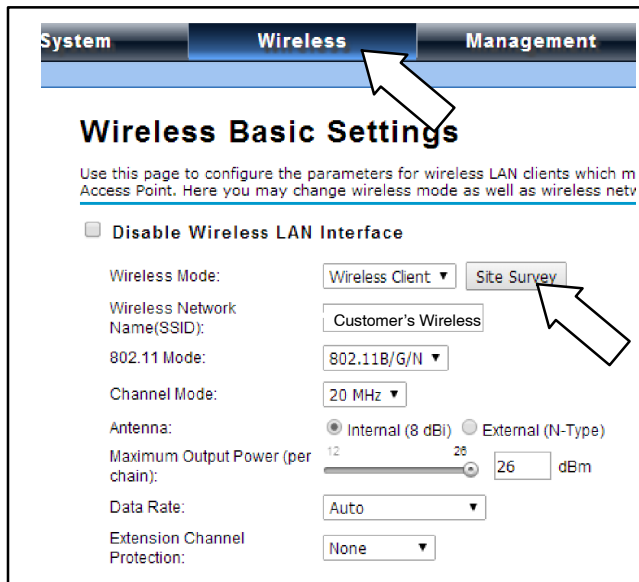 System Wireless Management
Wireless Basic Settings
Use this page to configure the parameters for wireless LAN clients which m
Access Point. Here you may change wireless mode as well as wireless netw
Disable Wireless LAN Interface
Wireless Mode: Wireless Client Site Survey
Wireless Network
Name(SSID): Customer's Wireless
802.11 Mode: 802.11B/G/N
Channel Mode: 20 MHz
Antenna: Internal (8 dBi) External (N-Type)
Maximum Output Power (per
chain): 12 26 26 dBm
Data Rate: Auto
Extension Channel
Protection: None